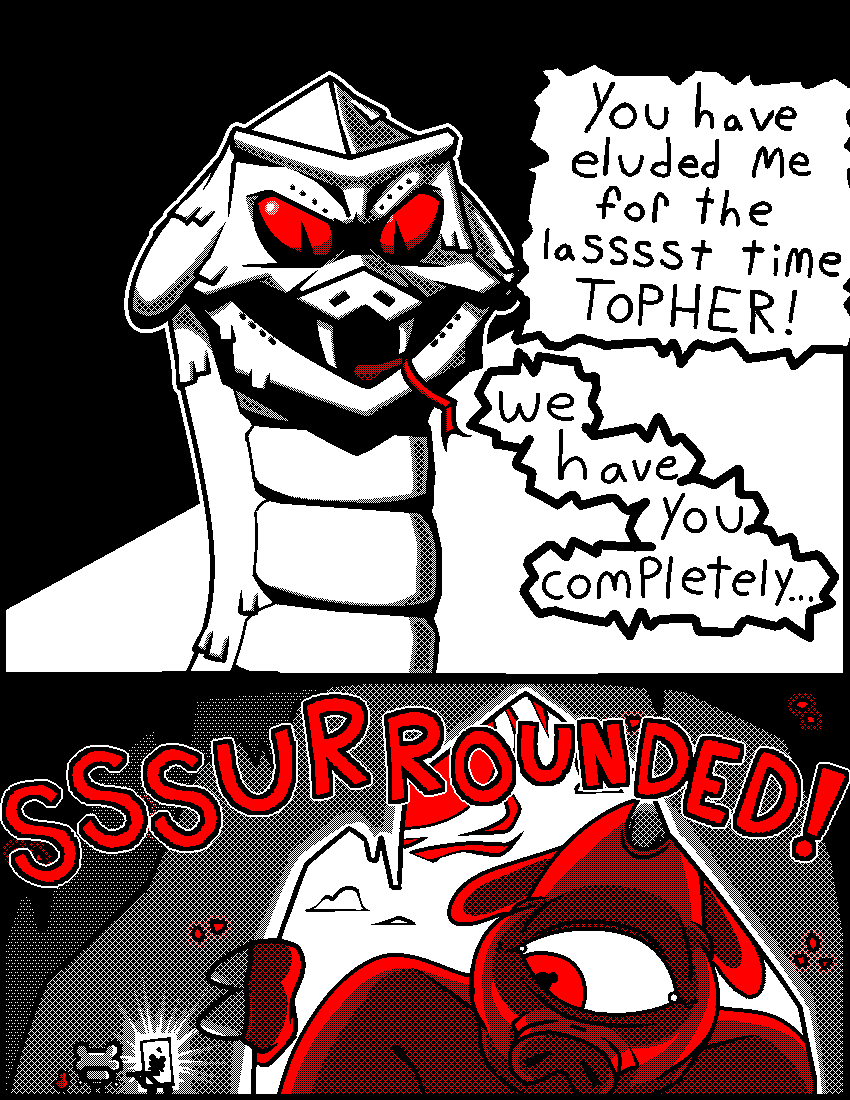 You have
eluded me
for the
lasssst time
TOPHER!
we
have
you
completely...
SSSURROUNDED!